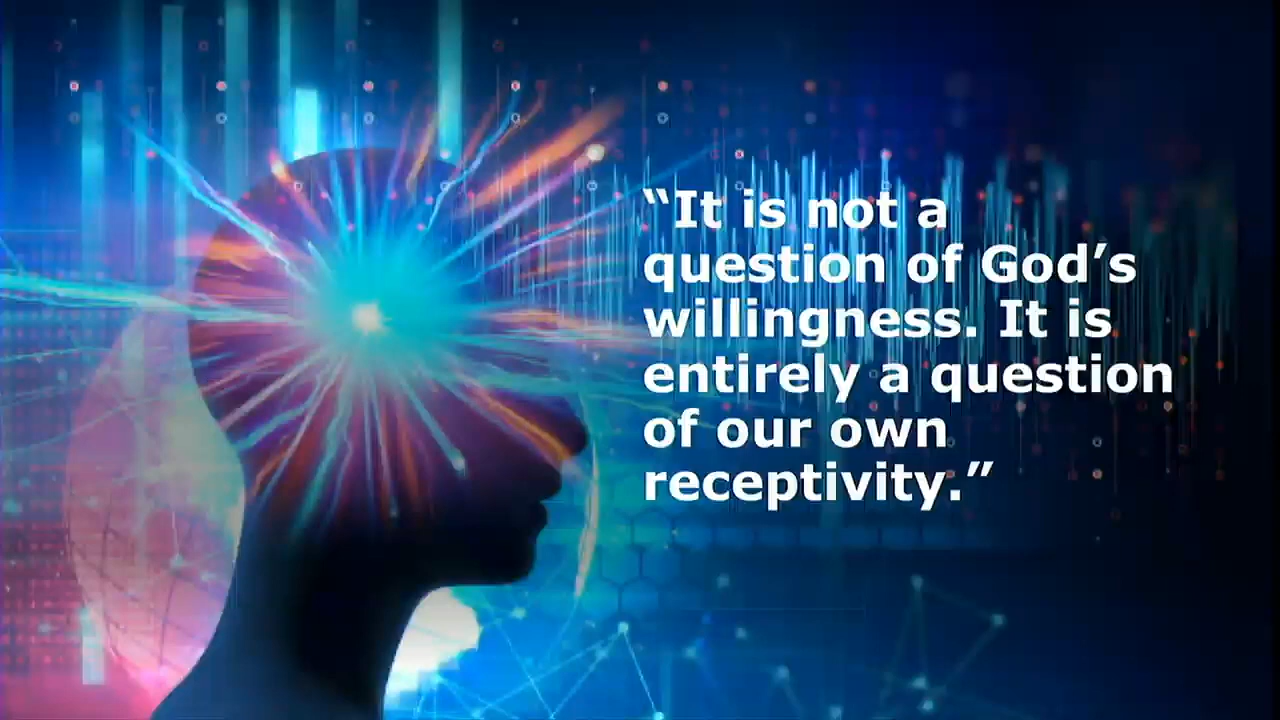 “It is not a
question of God’s
willingness. It is
entirely a question
of our own
receptivity.”